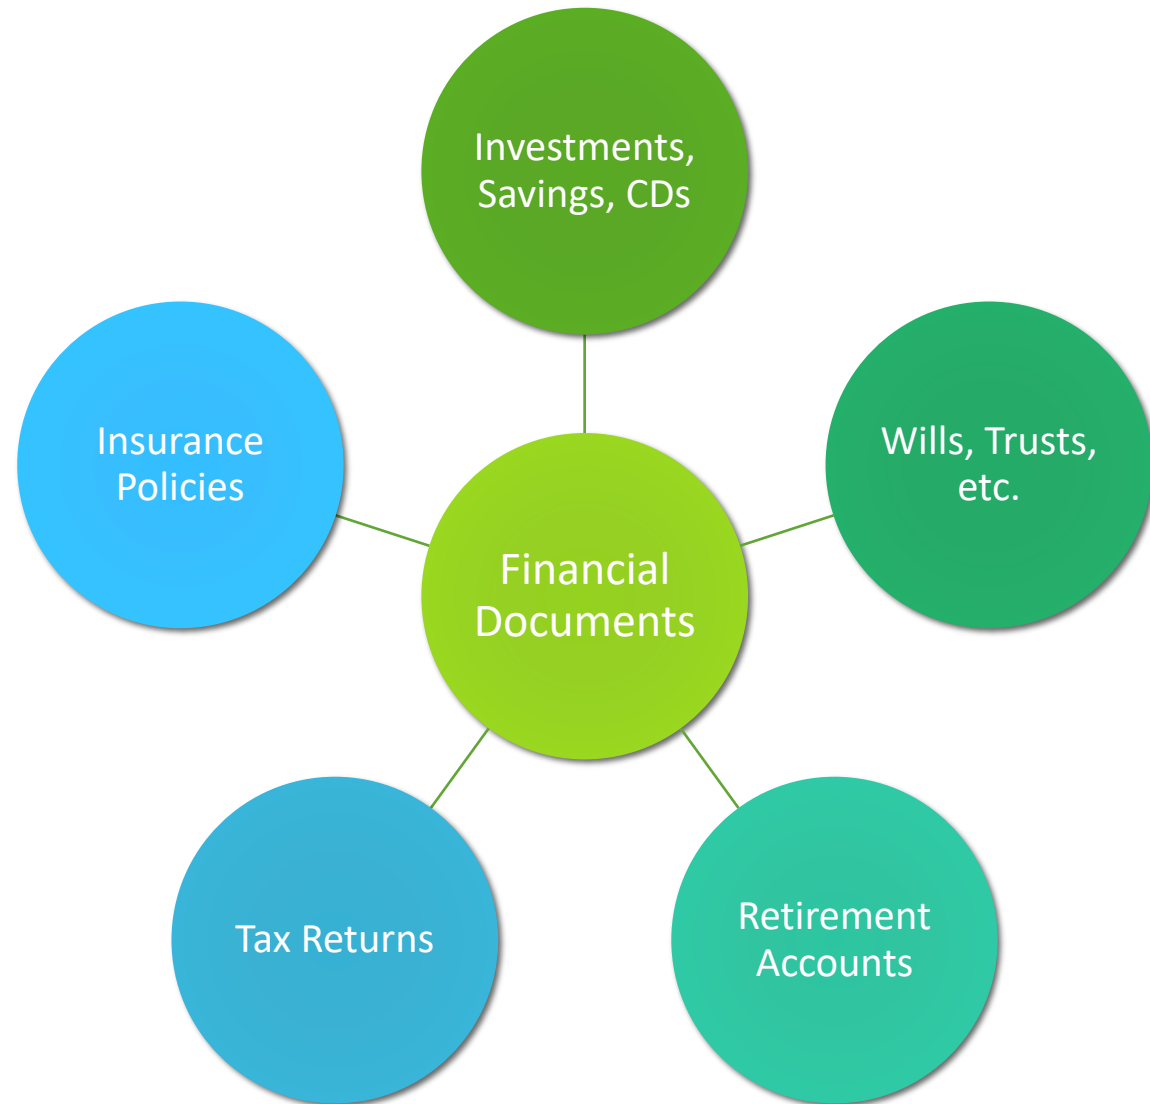 Investments,
Savings, CDs
Wills, Trusts,
etc.
Retirement
Accounts
Tax Returns
Insurance
Policies
Financial
Documents